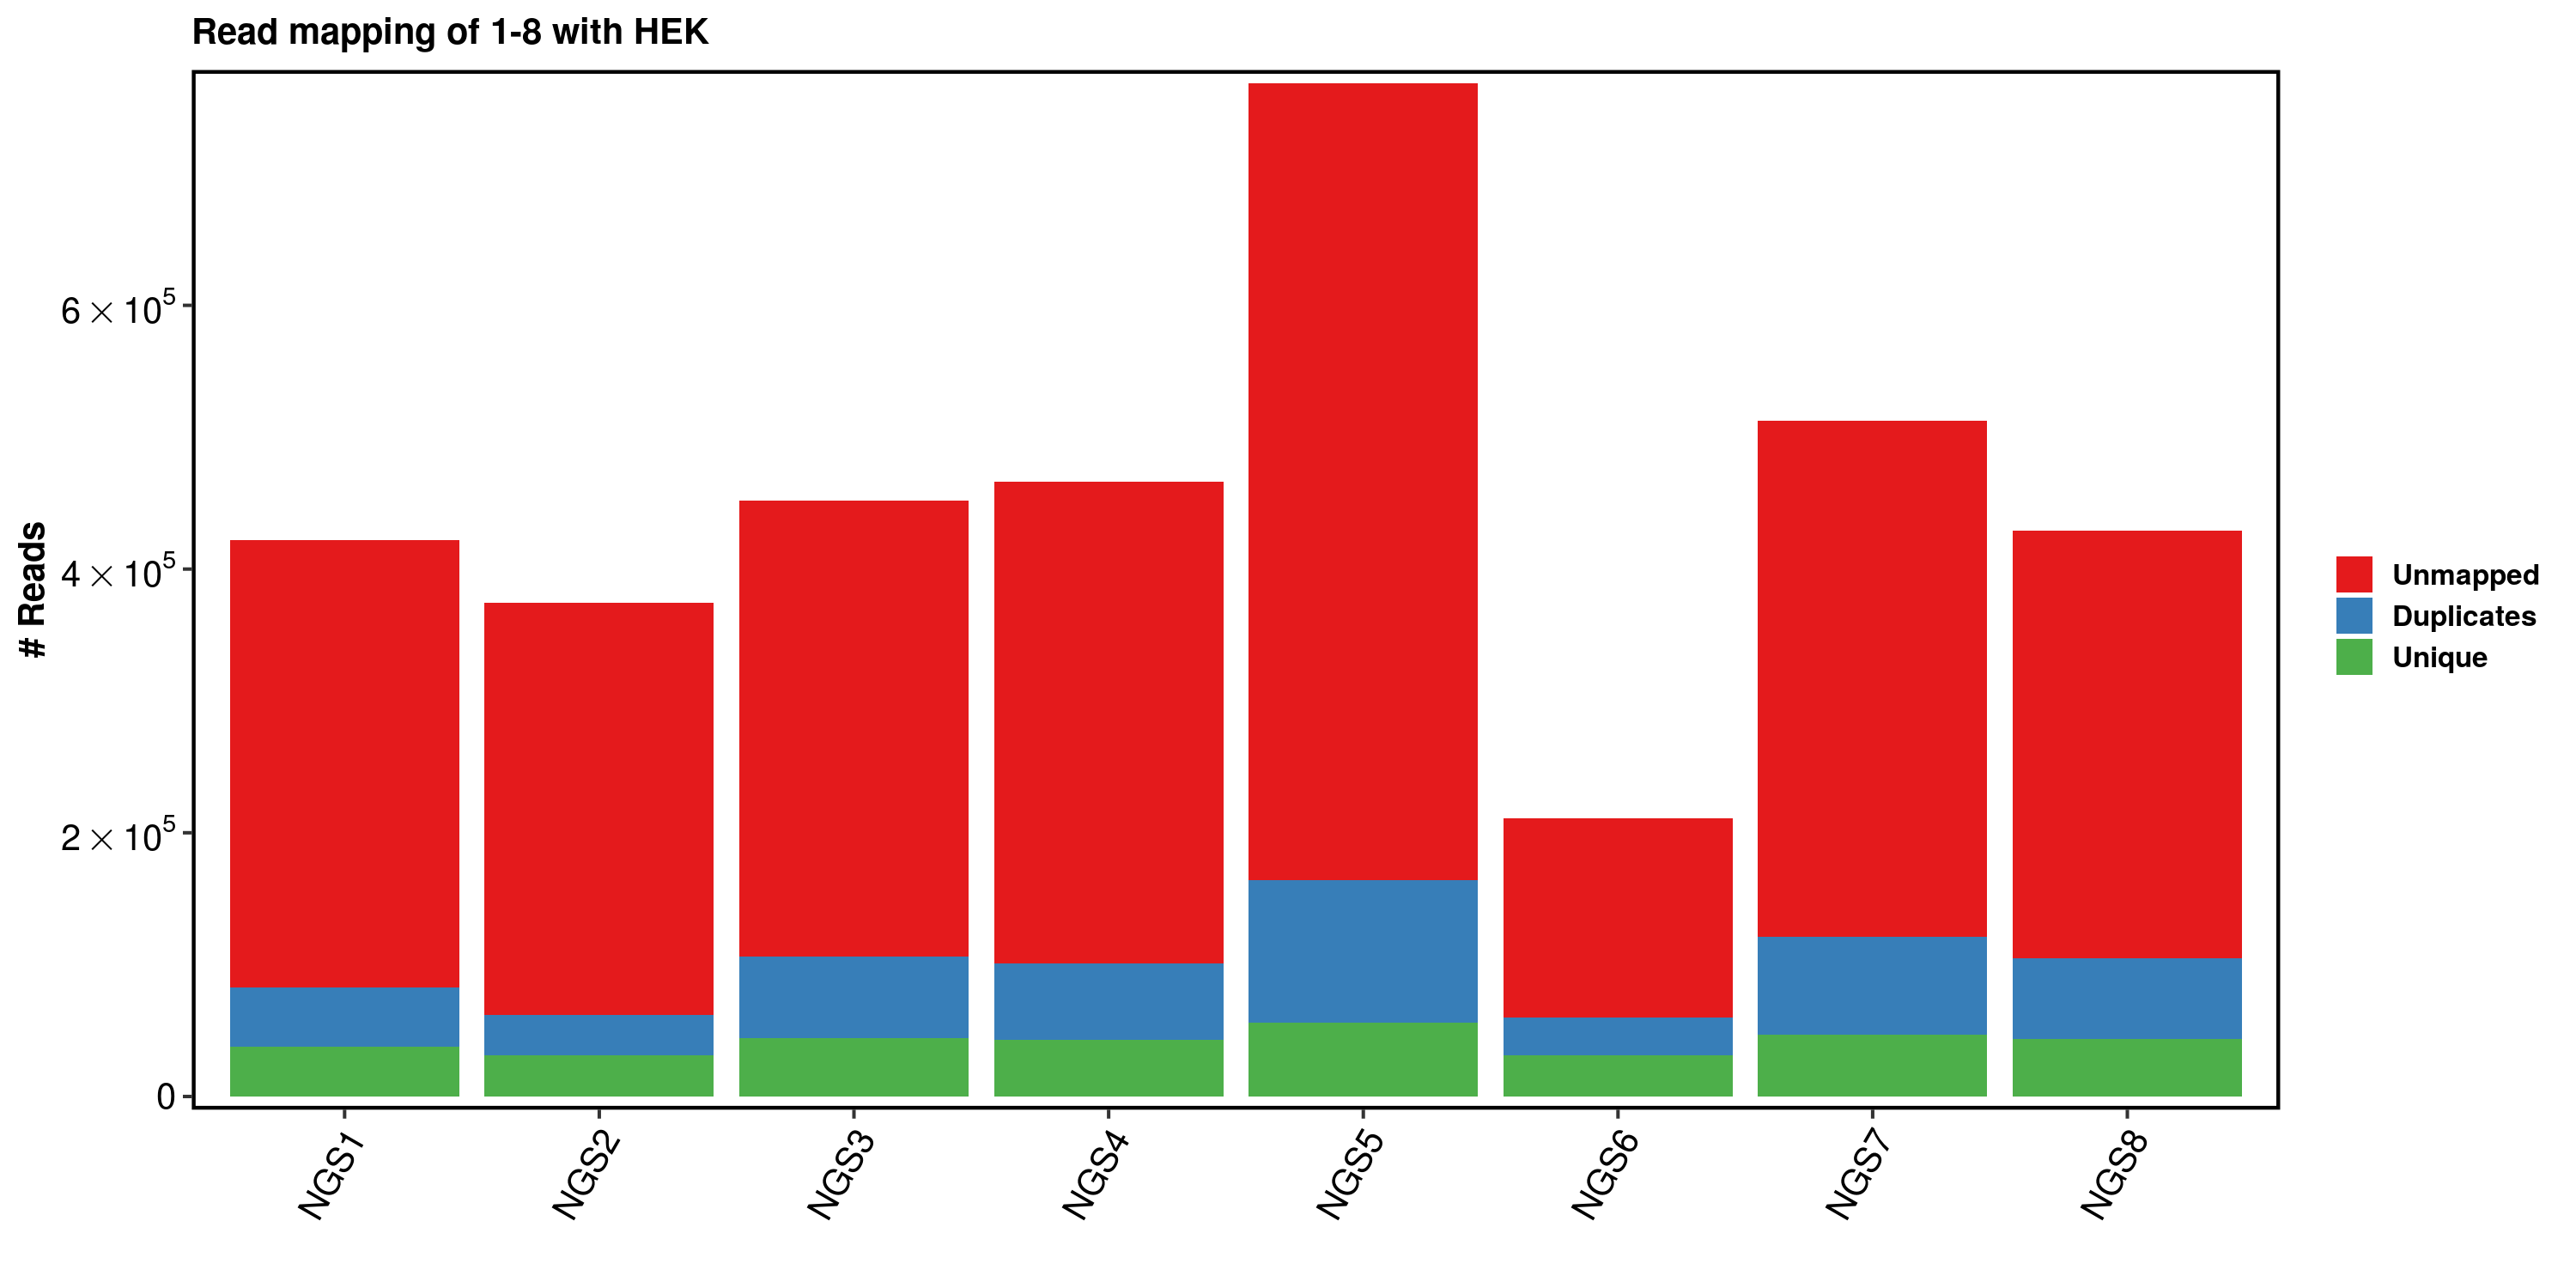 Read mapping of 1-8 with HEK
# Reads
6 × 10⁵
4 × 10⁵
2 × 10⁵
0
NGS1
NGS2
NGS3
NGS4
NGS5
NGS6
NGS7
NGS8
Unmapped
Duplicates
Unique